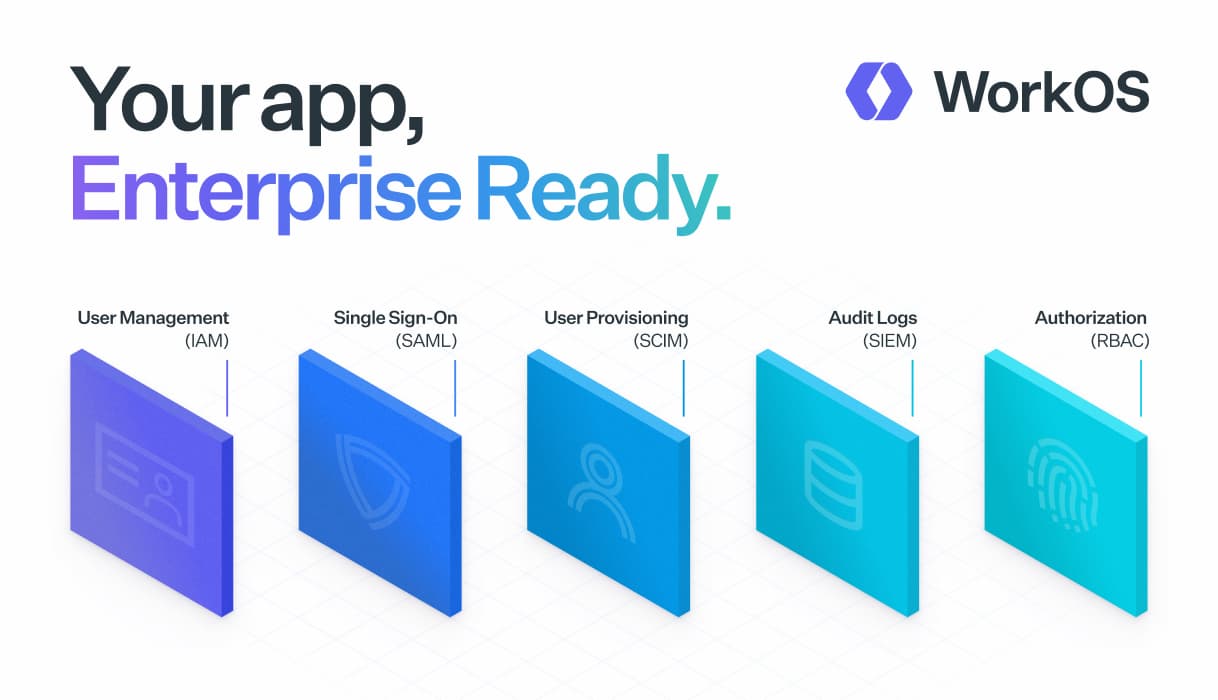 Your app,
Enterprise Ready.
WorkOS
User Management
(IAM)
Single Sign-On
(SAML)
User Provisioning
(SCIM)
Audit Logs
(SIEM)
Authorization
(RBAC)